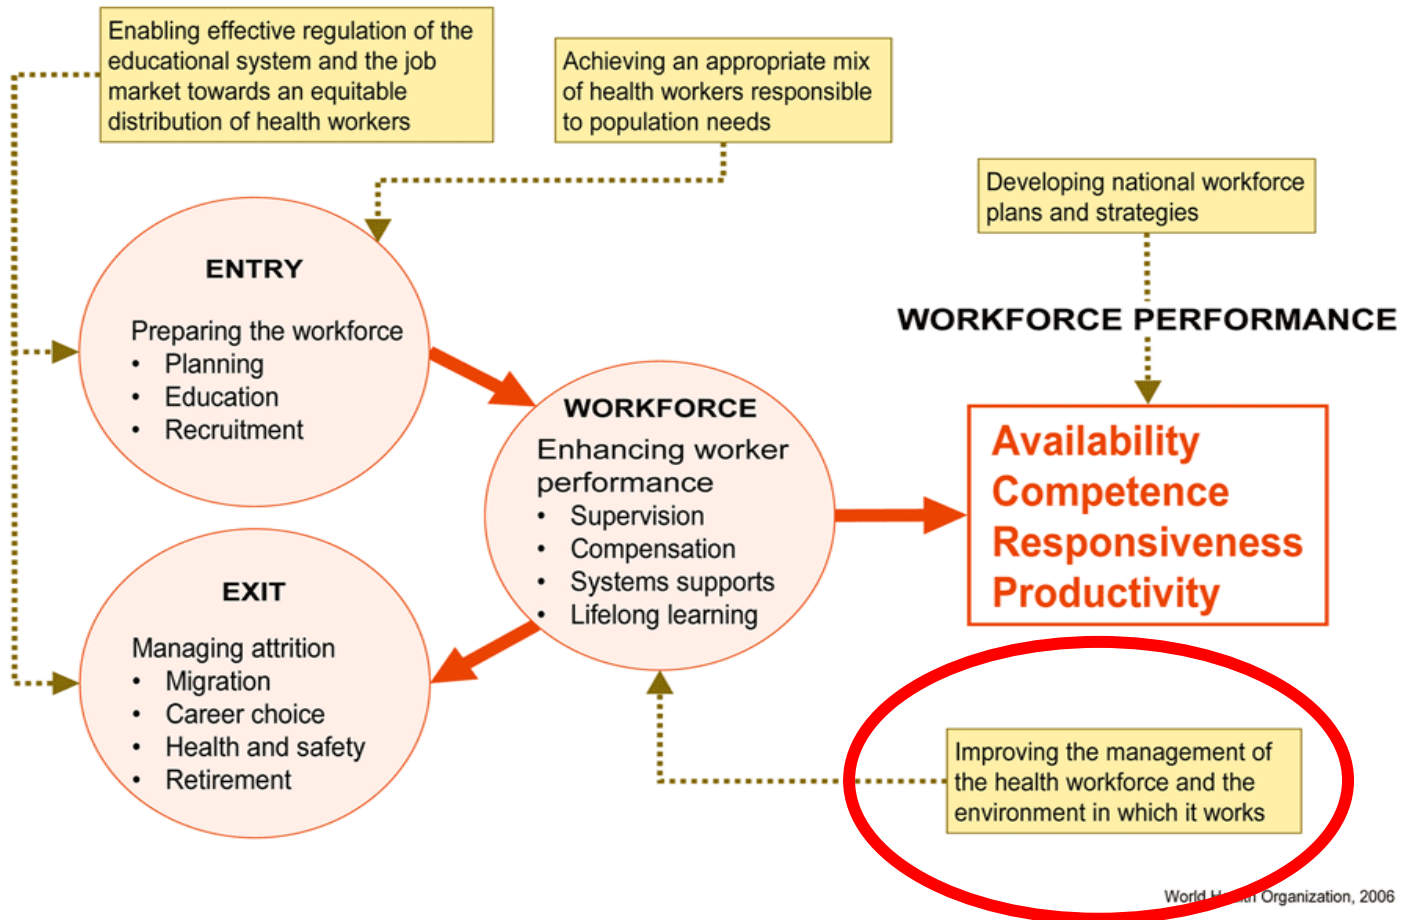 Enabling effective regulation of the
educational system and the job
market towards an equitable
distribution of health workers
Achieving an appropriate mix
of health workers responsible
to population needs
Developing national workforce
plans and strategies
ENTRY
Preparing the workforce
• Planning
• Education
• Recruitment
WORKFORCE PERFORMANCE
WORKFORCE
Enhancing worker
performance
• Supervision
• Compensation
• Systems supports
• Lifelong learning
Availability
Competence
Responsiveness
Productivity
EXIT
Managing attrition
• Migration
• Career choice
• Health and safety
• Retirement
Improving the management of
the health workforce and the
environment in which it works
World Health Organization, 2006